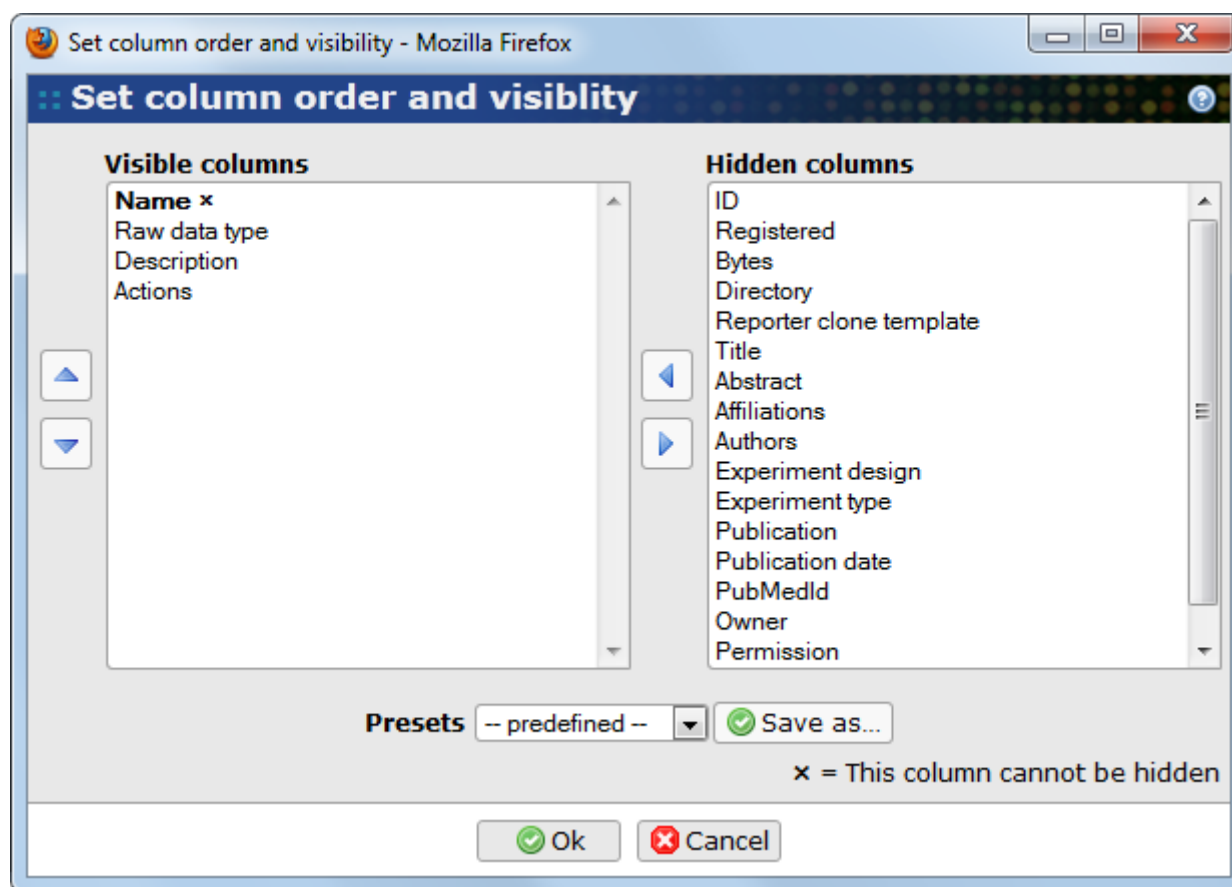 Set column order and visibility - Mozilla Firefox
:: Set column order and visiblity
Visible columns
Name ×
Raw data type
Description
Actions
Hidden columns
ID
Registered
Bytes
Directory
Reporter clone template
Title
Abstract
Affiliations
Authors
Experiment design
Experiment type
Publication
Publication date
PubMedId
Owner
Permission
Presets -- predefined -- Save as...
× = This column cannot be hidden
Ok Cancel